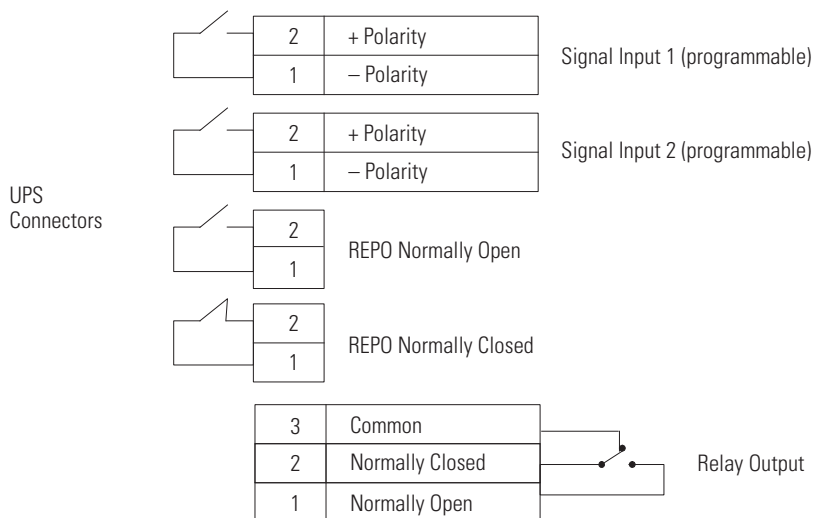 2 + Polarity
1 – Polarity
Signal Input 1 (programmable)
2 + Polarity
1 – Polarity
Signal Input 2 (programmable)
UPS
Connectors
2
1
REPO Normally Open
2
1
REPO Normally Closed
3 Common
2 Normally Closed
1 Normally Open
Relay Output